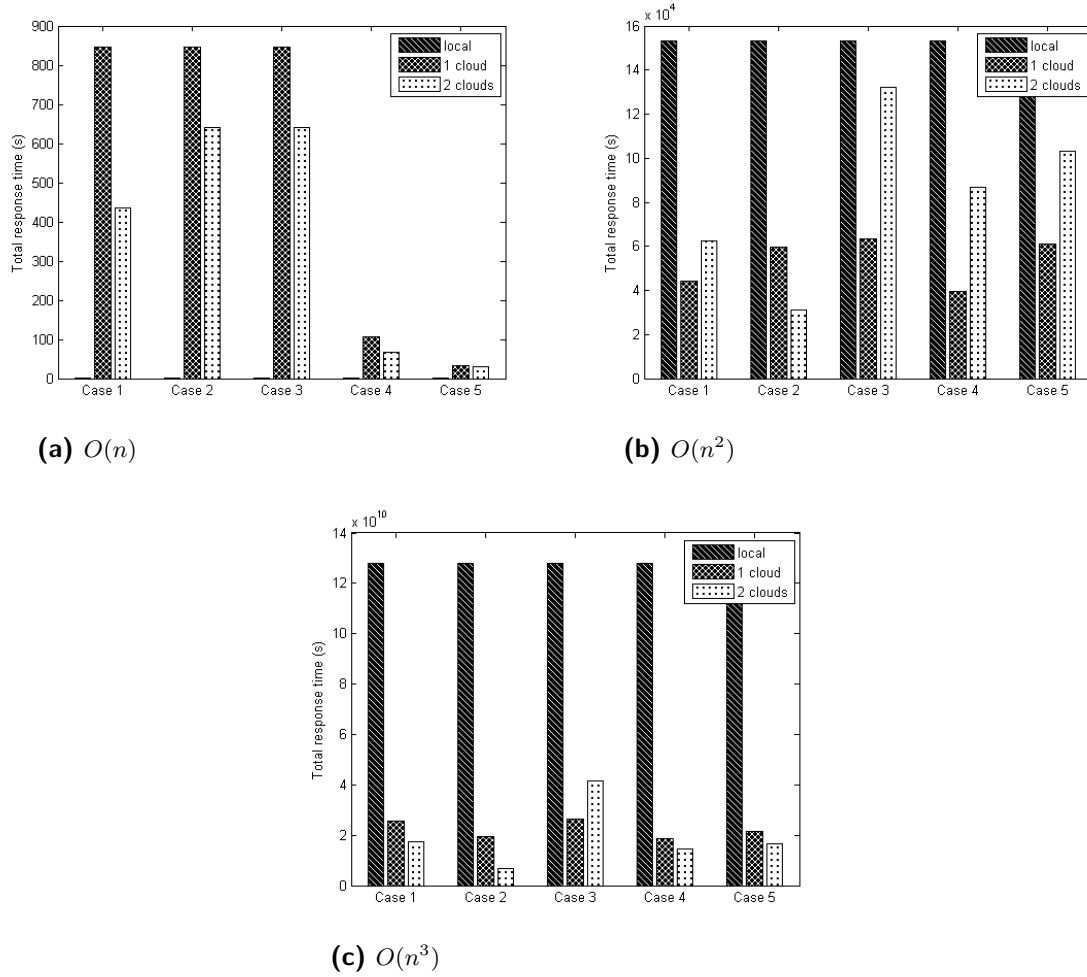 900
800
700
600
500
400
300
200
100
0
Total response time (s)
Case 1 Case 2 Case 3 Case 4 Case 5
local
1 cloud
2 clouds
(a) O(n)
x 10^4
16
14
12
10
8
6
4
2
0
Total response time (s)
Case 1 Case 2 Case 3 Case 4 Case 5
local
1 cloud
2 clouds
(b) O(n^2)
x 10^10
14
12
10
8
6
4
2
0
Total response time (s)
Case 1 Case 2 Case 3 Case 4 Case 5
local
1 cloud
2 clouds
(c) O(n^3)